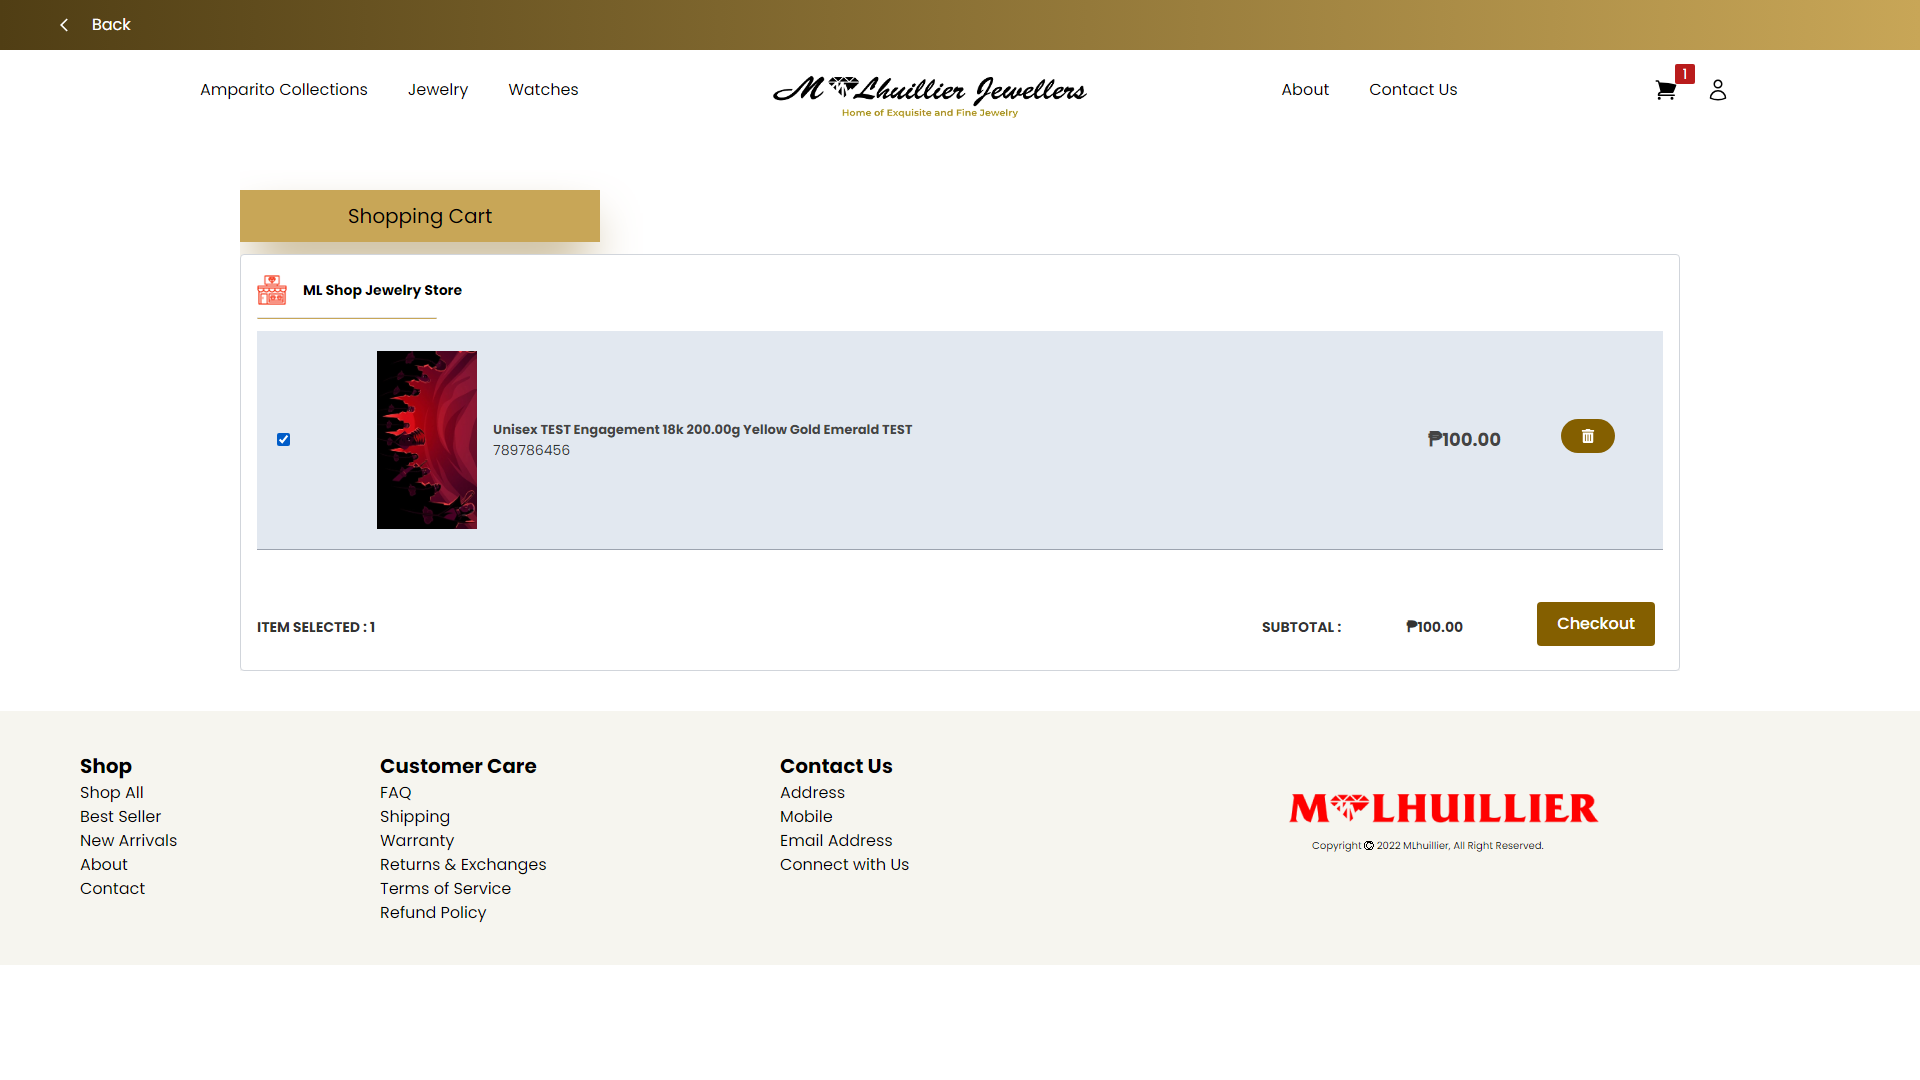 Back
Amparito Collections
Jewelry
Watches
M Lhuillier Jewellers
Home of Exquisite and Fine Jewelry
About
Contact Us
1
Shopping Cart
ML Shop Jewelry Store
Unisex TEST Engagement 18k 200.00g Yellow Gold Emerald TEST
789786456
₱100.00
ITEM SELECTED : 1
SUBTOTAL :
₱100.00
Checkout
Shop
Shop All
Best Seller
New Arrivals
About
Contact
Customer Care
FAQ
Shipping
Warranty
Returns & Exchanges
Terms of Service
Refund Policy
Contact Us
Address
Mobile
Email Address
Connect with Us
M LHUILLIER
Copyright © 2022 MLhuillier, All Right Reserved.